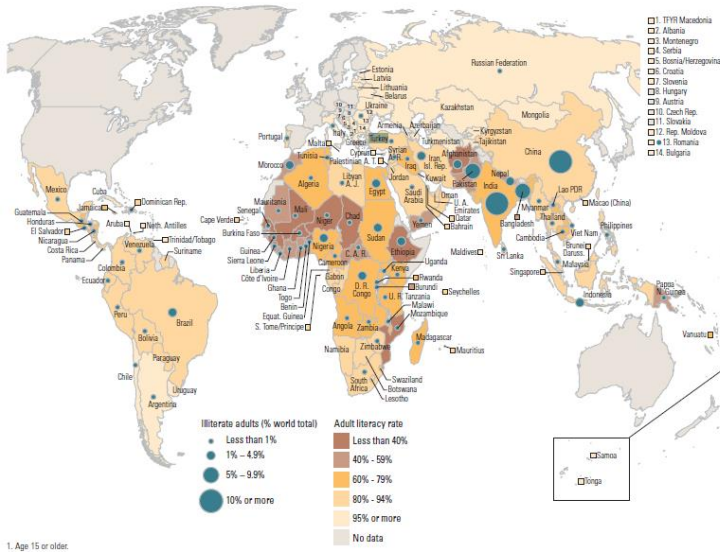 1. TFYR Macedonia
2. Albania
3. Montenegro
4. Serbia
5. Bosnia/Herzegovina
6. Croatia
7. Slovenia
8. Hungary
9. Austria
10. Czech Rep.
11. Slovakia
12. Rep. Moldova
13. Romania
14. Bulgaria
Russian Federation
Estonia
Latvia
Lithuania
Belarus
Ukraine
Kazakhstan
Mongolia
Armenia
Azerbaijan
Turkmenistan
Kyrgyzstan
Tajikistan
Portugal
Italy
Malta
Greece
Turkey
Cyprus
Palestinian A. T.
Syrian
A. R.
Iraq
Iran,
Isl. Rep.
Afghanistan
China
Morocco
Tunisia
Algeria
Libyan
A. J.
Egypt
Jordan
Kuwait
Saudi
Arabia
Oman
U. A.
Emirates
Bahrain
Pakistan
India
Nepal
Bangladesh
Myanmar
Lao PDR
Macao (China)
Thailand
Cambodia
Viet Nam
Philippines
Brunei
Daruss.
Malaysia
Singapore
Indonesia
Sri Lanka
Maldives
Papua
N. Guinea
Vanuatu
Samoa
Tonga
Mexico
Cuba
Jamaica
Dominican Rep.
Guatemala
Honduras
El Salvador
Nicaragua
Costa Rica
Panama
Aruba
Neth. Antilles
Trinidad/Tobago
Suriname
Venezuela
Colombia
Ecuador
Peru
Brazil
Bolivia
Paraguay
Chile
Uruguay
Argentina
Cape Verde
Mauritania
Senegal
Mali
Niger
Chad
Sudan
Yemen
Burkina Faso
Guinea
Sierra Leone
Liberia
Côte d'Ivoire
Ghana
Togo
Benin
Nigeria
Cameroon
Equat. Guinea
S. Tome/Principe
Gabon
Congo
C. A. R.
D. R.
Congo
Ethiopia
Uganda
Kenya
Rwanda
Burundi
U. R. Tanzania
Seychelles
Malawi
Mozambique
Angola
Zambia
Zimbabwe
Madagascar
Mauritius
Namibia
South
Africa
Swaziland
Botswana
Lesotho
Illiterate adults (% world total)
Less than 1%
1% – 4.9%
5% – 9.9%
10% or more
Adult literacy rate
Less than 40%
40% - 59%
60% - 79%
80% - 94%
95% or more
No data
1. Age 15 or older.